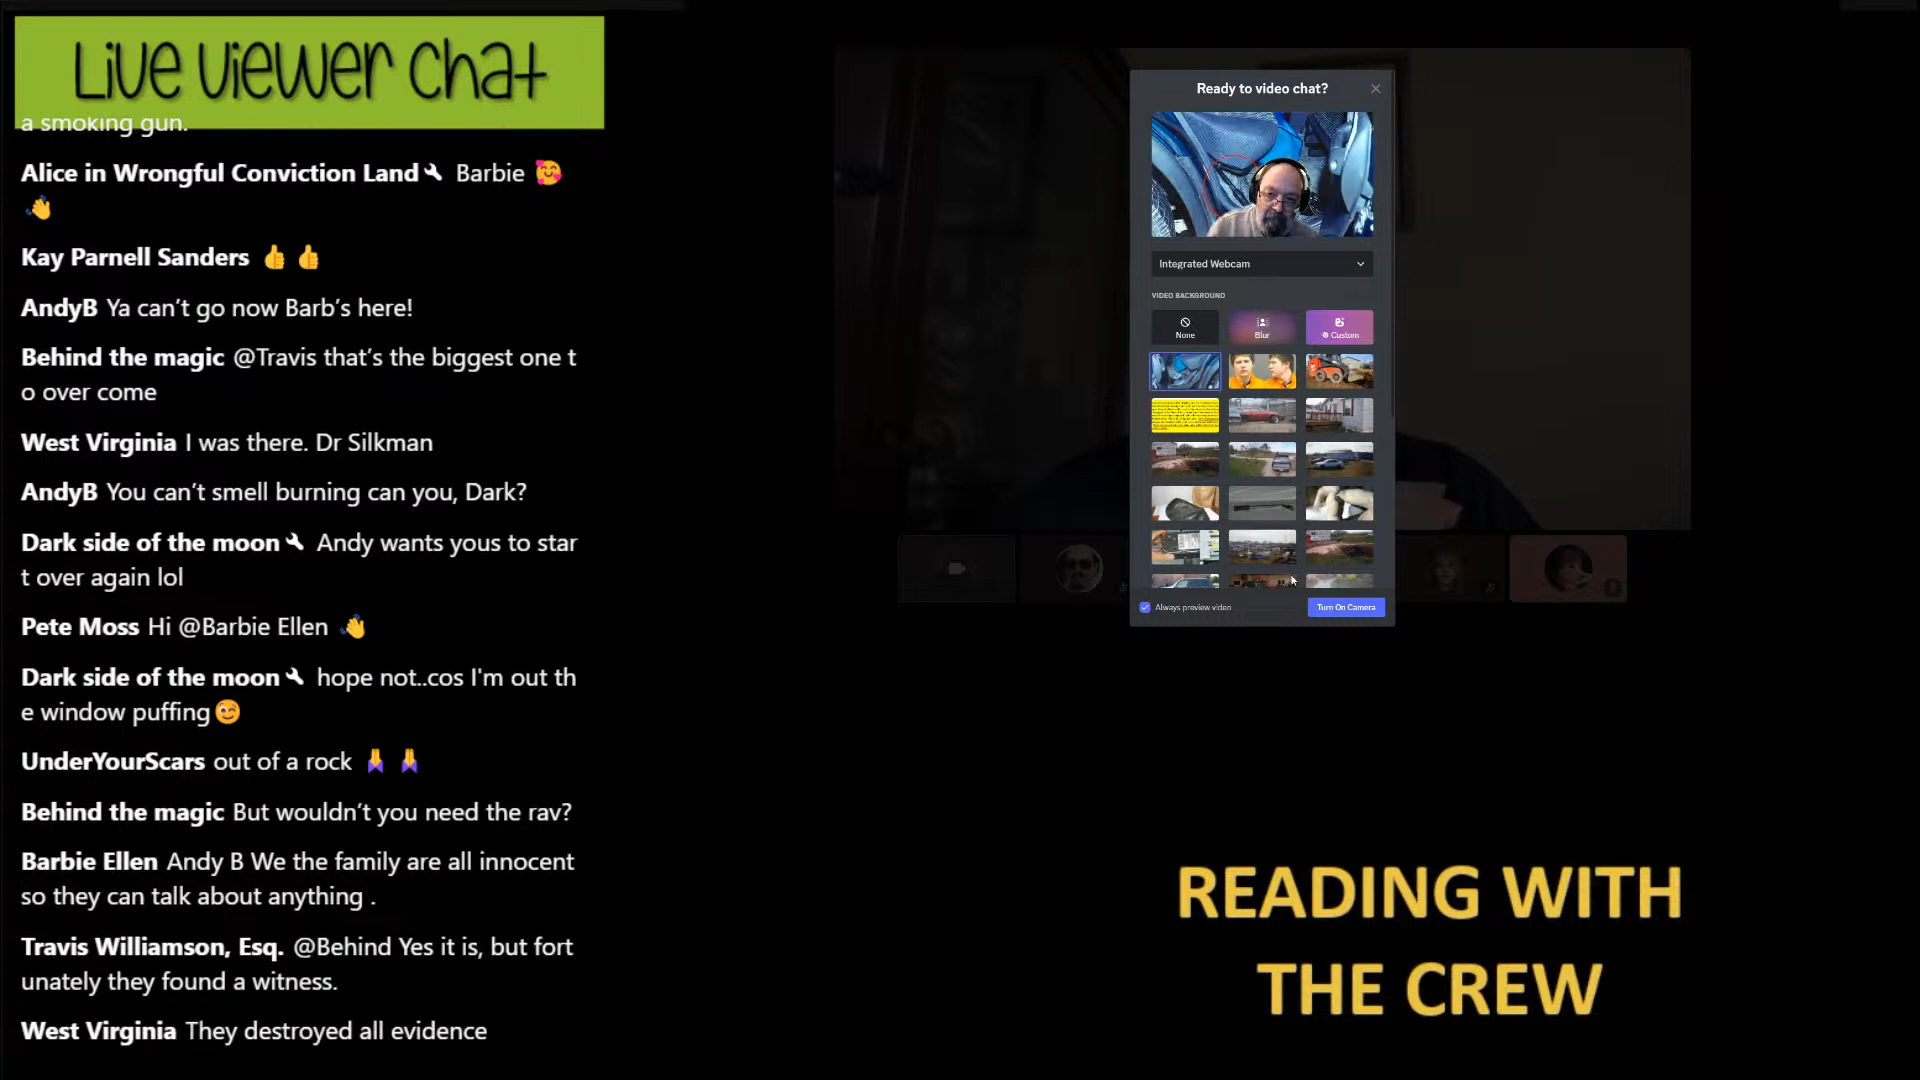 Live Viewer Chat
a smoking gun.
Alice in Wrongful Conviction Land Barbie 🥰
👋
Kay Parnell Sanders 👍 👍
AndyB Ya can’t go now Barb’s here!
Behind the magic @Travis that’s the biggest one t
o over come
West Virginia I was there. Dr Silkman
AndyB You can’t smell burning can you, Dark?
Dark side of the moon Andy wants yous to star
t over again lol
Pete Moss Hi @Barbie Ellen 👋
Dark side of the moon hope not..cos I'm out th
e window puffing😉
UnderYourScars out of a rock 🙏 🙏
Behind the magic But wouldn’t you need the rav?
Barbie Ellen Andy B We the family are all innocent
so they can talk about anything .
Travis Williamson, Esq. @Behind Yes it is, but fort
unately they found a witness.
West Virginia They destroyed all evidence
Ready to video chat?
Integrated Webcam
VIDEO BACKGROUND
None
Blur
Custom
Always preview video
Turn On Camera
READING WITH
THE CREW